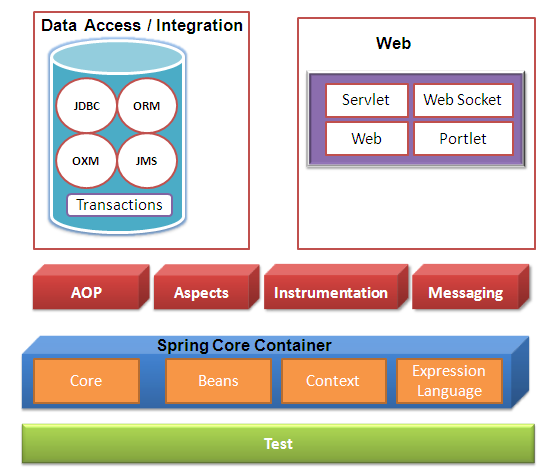 Data Access / Integration
JDBC
ORM
OXM
JMS
Transactions
Web
Servlet
Web Socket
Web
Portlet
AOP
Aspects
Instrumentation
Messaging
Spring Core Container
Core
Beans
Context
Expression
Language
Test